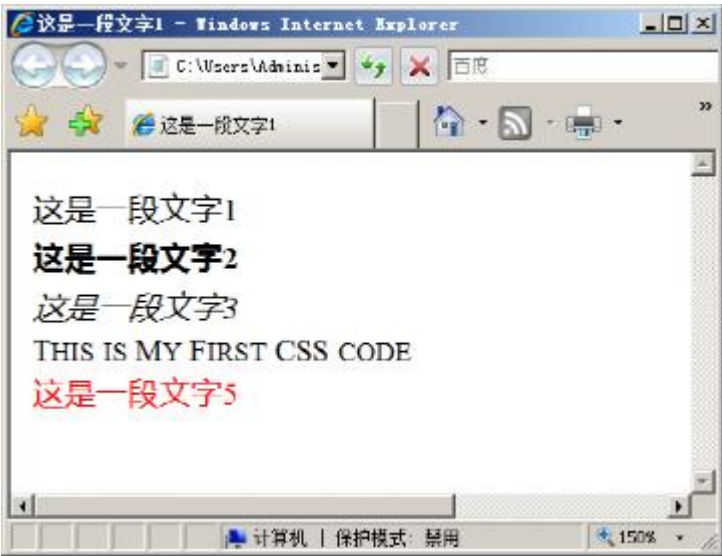 这是一段文字1 - Windows Internet Explorer
C:\Users\Adminis
百度
这是一段文字1
»
这是一段文字1
这是一段文字2
这是一段文字3
THIS IS MY FIRST CSS CODE
这是一段文字5
计算机 | 保护模式: 禁用
150%